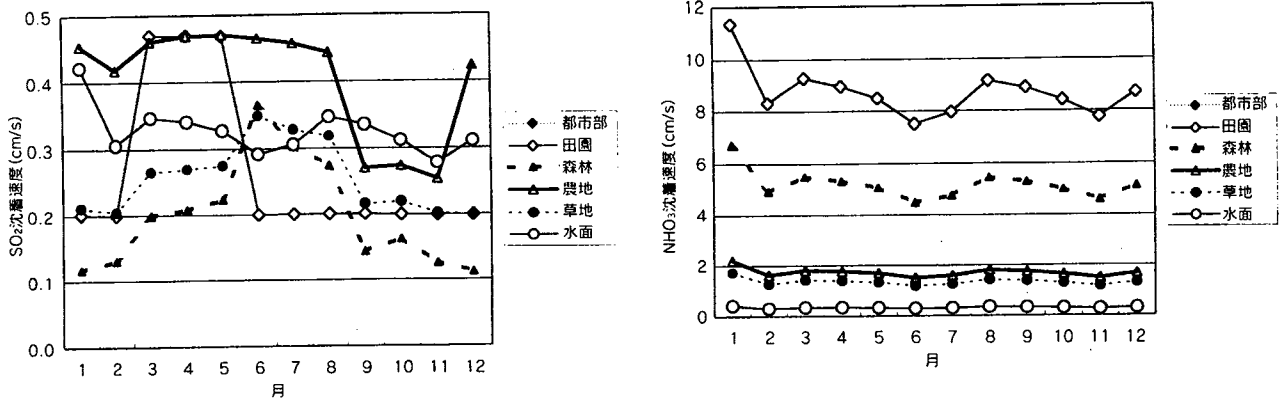 SO₂沈着速度(cm/s)
0.5
0.4
0.3
0.2
0.1
0.0
1 2 3 4 5 6 7 8 9 10 11 12
月
都市部
田園
森林
農地
草地
水面
NHO₃沈着速度(cm/s)
12
10
8
6
4
2
0
1 2 3 4 5 6 7 8 9 10 11 12
月
都市部
田園
森林
農地
草地
水面